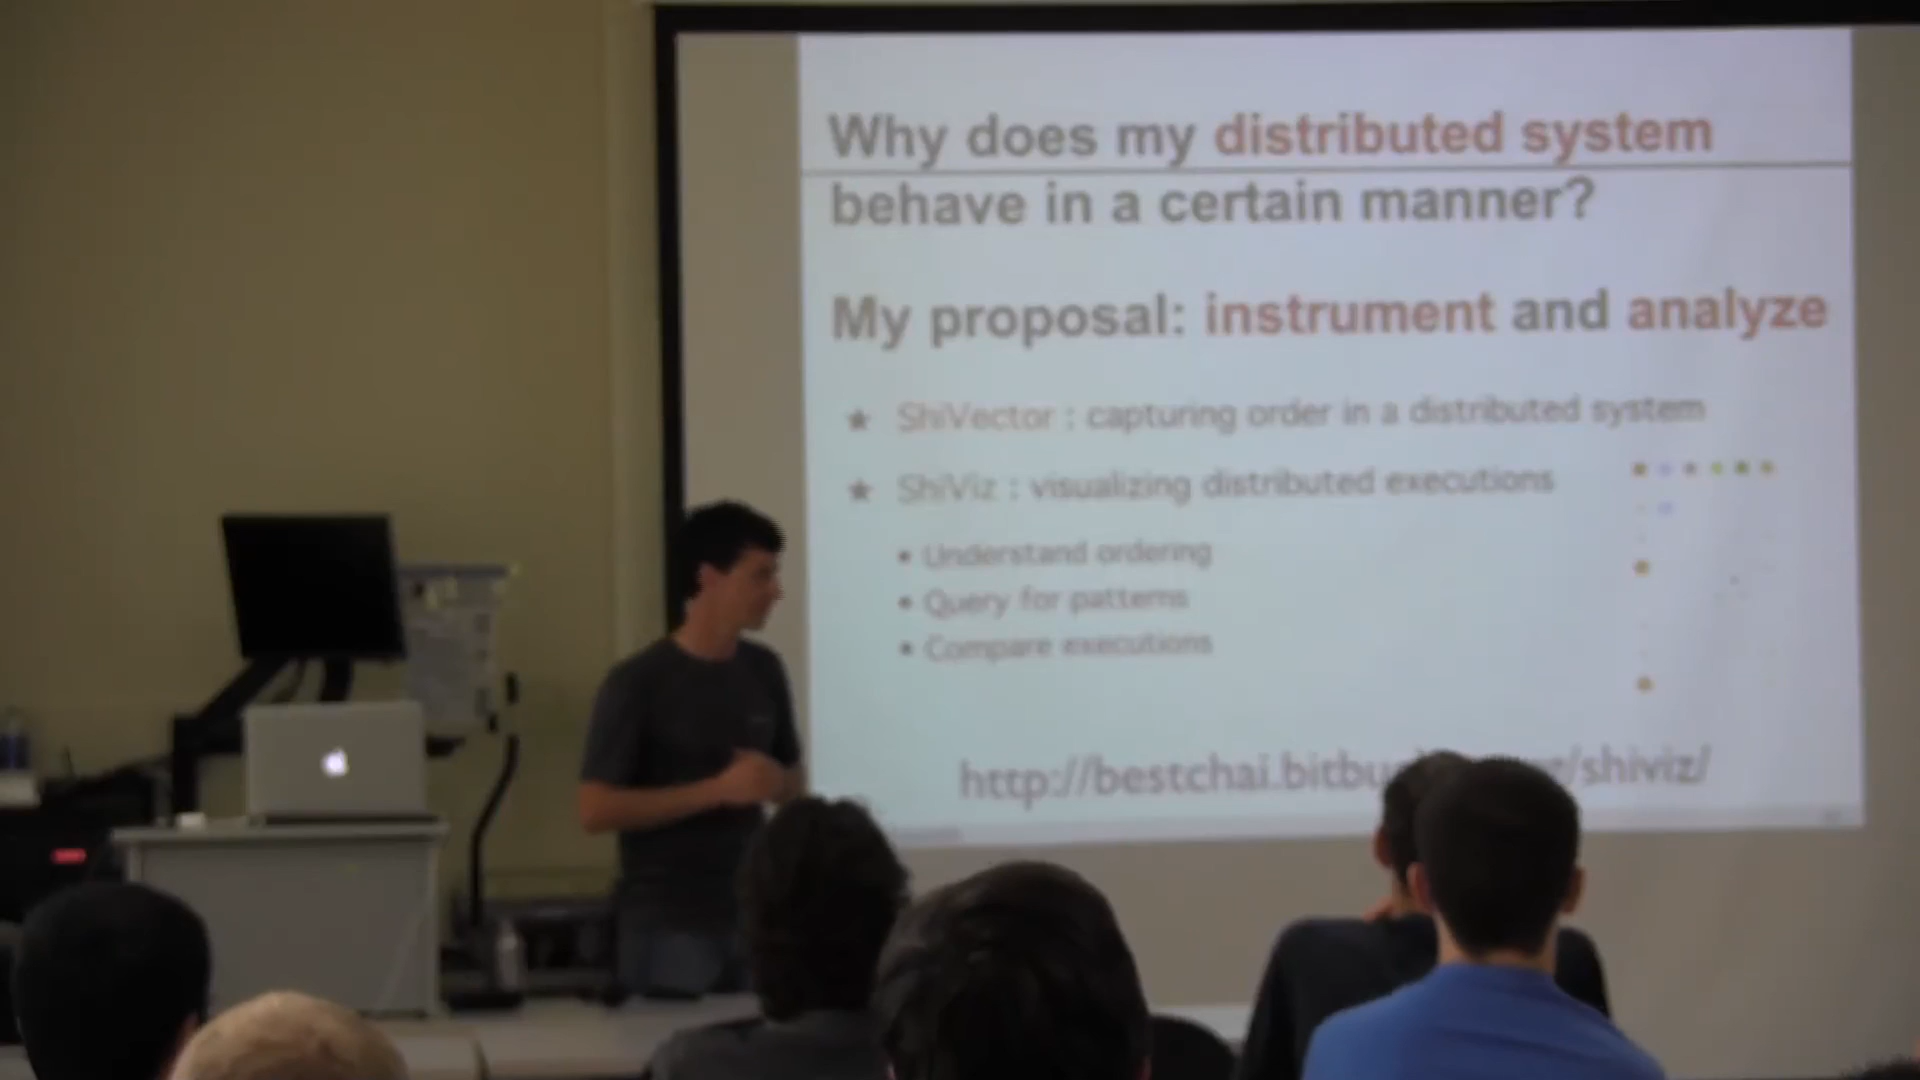 Why does my distributed system
behave in a certain manner?
My proposal: instrument and analyze
★ ShiVector : capturing order in a distributed system
★ ShiViz : visualizing distributed executions
• Understand ordering
• Query for patterns
• Compare executions
http://bestchai.bitbu /shiviz/